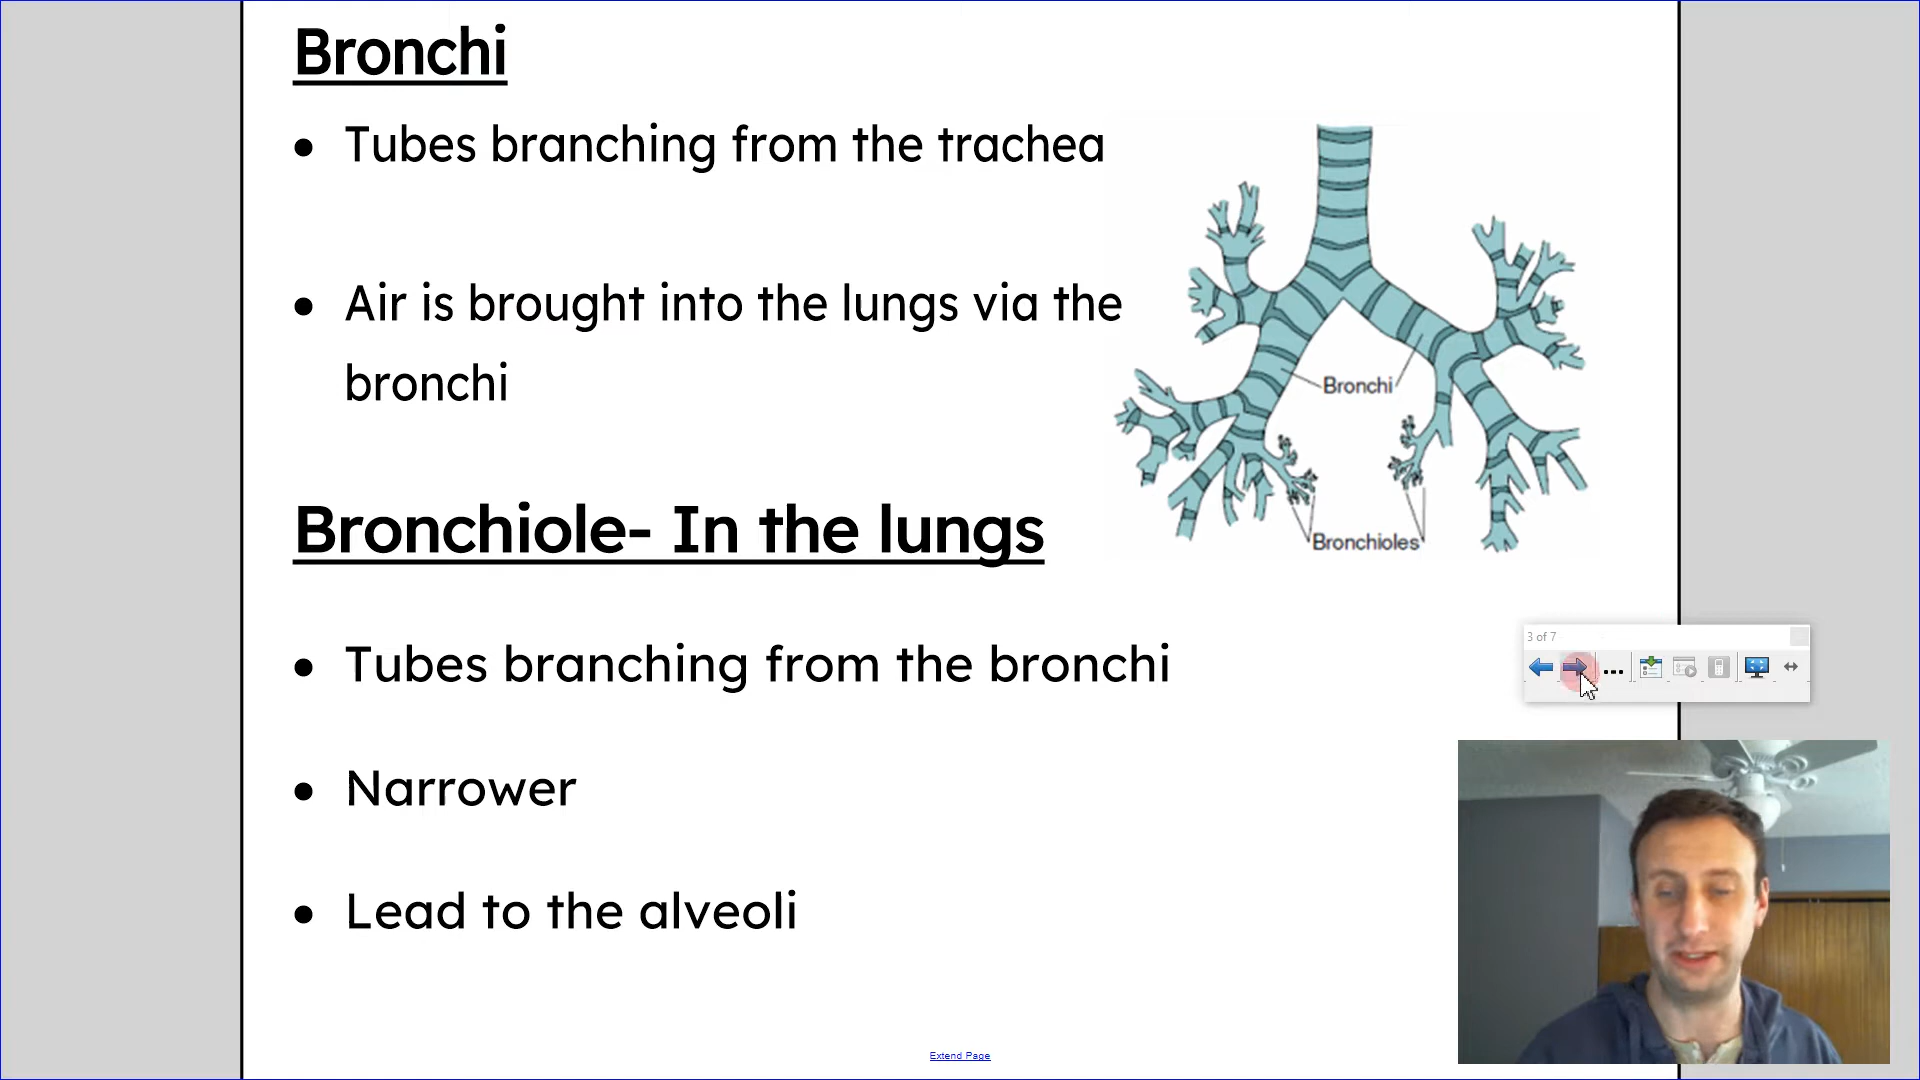 Bronchi
• Tubes branching from the trachea
• Air is brought into the lungs via the
bronchi
Bronchi
Bronchioles
Bronchiole- In the lungs
• Tubes branching from the bronchi
• Narrower
• Lead to the alveoli
3 of 7
...
Extend Page